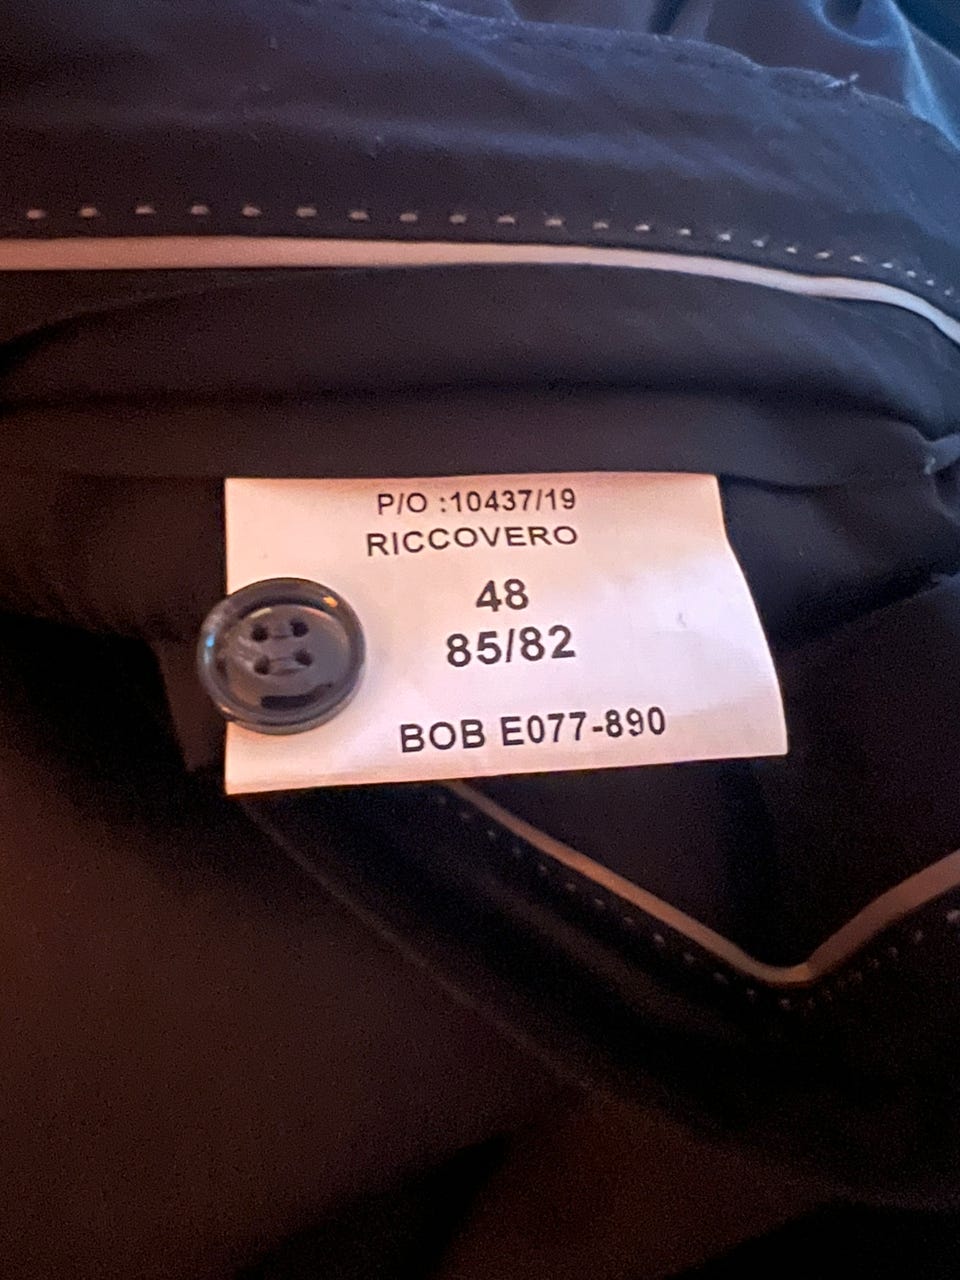 P/O :10437/19
RICCOVERO
48
85/82
BOB E077-890